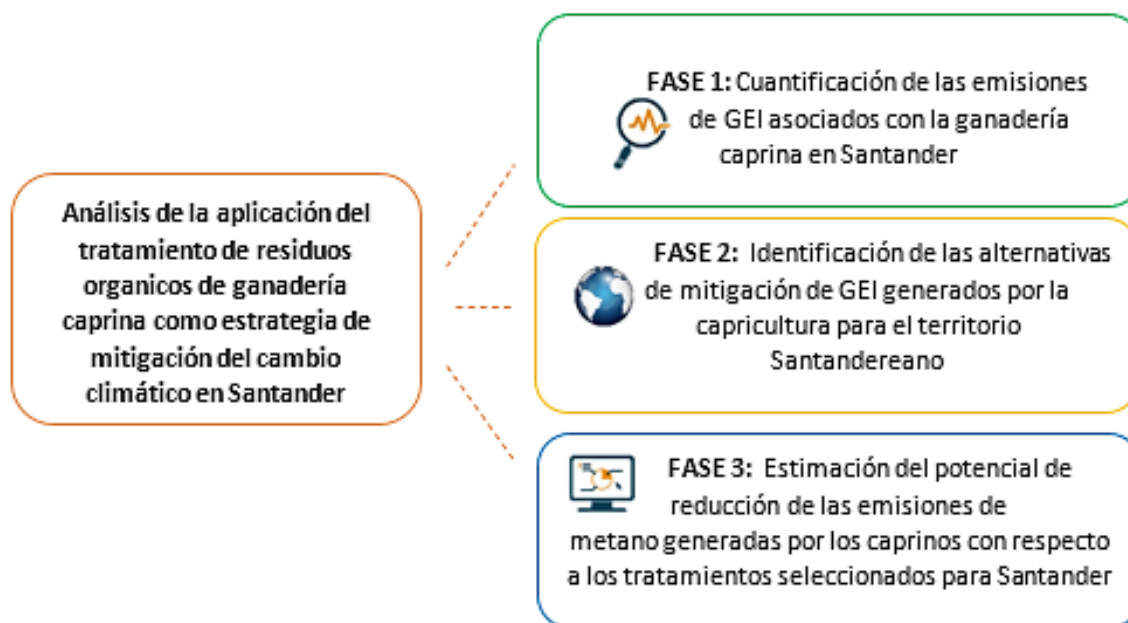 Análisis de la aplicación del
tratamiento de residuos
organicos de ganadería
caprina como estrategia de
mitigación del cambio
climático en Santander
FASE 1: Cuantificación de las emisiones
de GEI asociados con la ganadería
caprina en Santander
FASE 2: Identificación de las alternativas
de mitigación de GEI generados por la
capricultura para el territorio
Santandereano
FASE 3: Estimación del potencial de
reducción de las emisiones de
metano generadas por los caprinos con respecto
a los tratamientos seleccionados para Santander